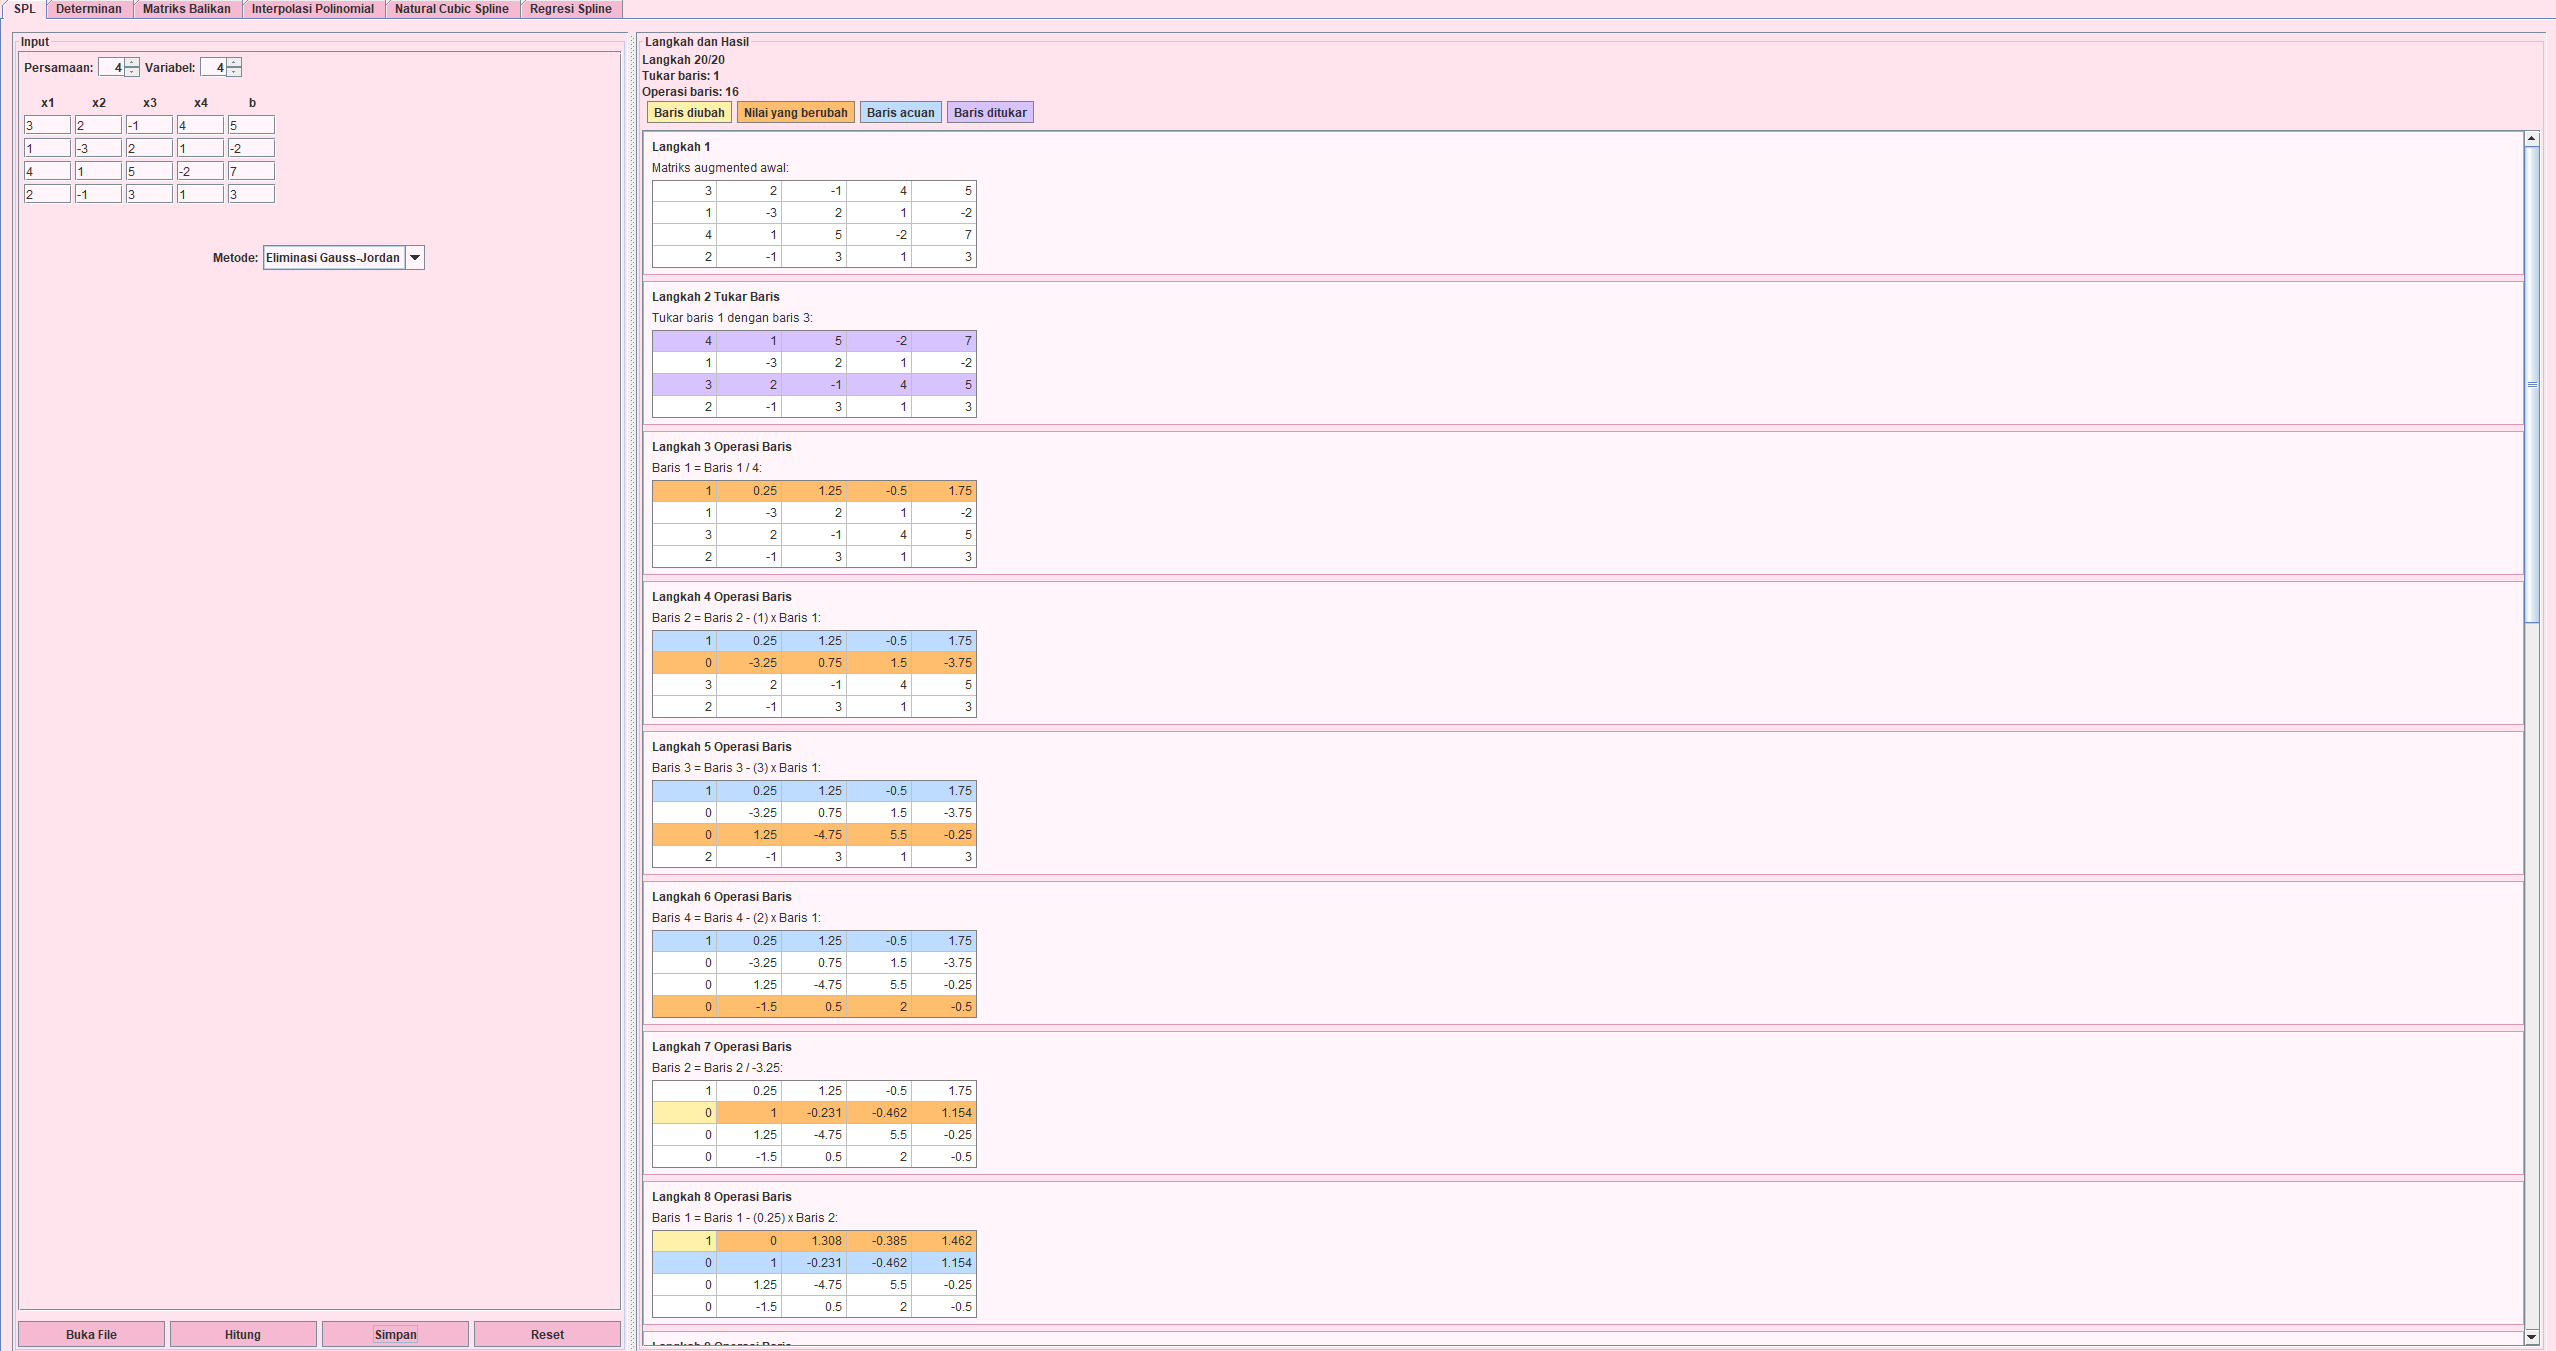 SPL Determinan Matriks Balikan Interpolasi Polinomial Natural Cubic Spline Regresi Spline
Input
Persamaan: 4 Variabel: 4
x1 x2 x3 x4 b
3 2 -1 4 5
1 -3 2 1 -2
4 1 5 -2 7
2 -1 3 1 3
Metode: Eliminasi Gauss-Jordan
Buka File Hitung Simpan Reset
Langkah dan Hasil
Langkah 20/20
Tukar baris: 1
Operasi baris: 16
Baris diubah Nilai yang berubah Baris acuan Baris ditukar
Langkah 1
Matriks augmented awal:
3 2 -1 4 5
1 -3 2 1 -2
4 1 5 -2 7
2 -1 3 1 3
Langkah 2 Tukar Baris
Tukar baris 1 dengan baris 3:
4 1 5 -2 7
1 -3 2 1 -2
3 2 -1 4 5
2 -1 3 1 3
Langkah 3 Operasi Baris
Baris 1 = Baris 1 / 4:
1 0.25 1.25 -0.5 1.75
1 -3 2 1 -2
3 2 -1 4 5
2 -1 3 1 3
Langkah 4 Operasi Baris
Baris 2 = Baris 2 - (1) x Baris 1:
1 0.25 1.25 -0.5 1.75
0 -3.25 0.75 1.5 -3.75
3 2 -1 4 5
2 -1 3 1 3
Langkah 5 Operasi Baris
Baris 3 = Baris 3 - (3) x Baris 1:
1 0.25 1.25 -0.5 1.75
0 -3.25 0.75 1.5 -3.75
0 1.25 -4.75 5.5 -0.25
2 -1 3 1 3
Langkah 6 Operasi Baris
Baris 4 = Baris 4 - (2) x Baris 1:
1 0.25 1.25 -0.5 1.75
0 -3.25 0.75 1.5 -3.75
0 1.25 -4.75 5.5 -0.25
0 -1.5 0.5 2 -0.5
Langkah 7 Operasi Baris
Baris 2 = Baris 2 / -3.25:
1 0.25 1.25 -0.5 1.75
0 1 -0.231 -0.462 1.154
0 1.25 -4.75 5.5 -0.25
0 -1.5 0.5 2 -0.5
Langkah 8 Operasi Baris
Baris 1 = Baris 1 - (0.25) x Baris 2:
1 0 1.308 -0.385 1.462
0 1 -0.231 -0.462 1.154
0 1.25 -4.75 5.5 -0.25
0 -1.5 0.5 2 -0.5